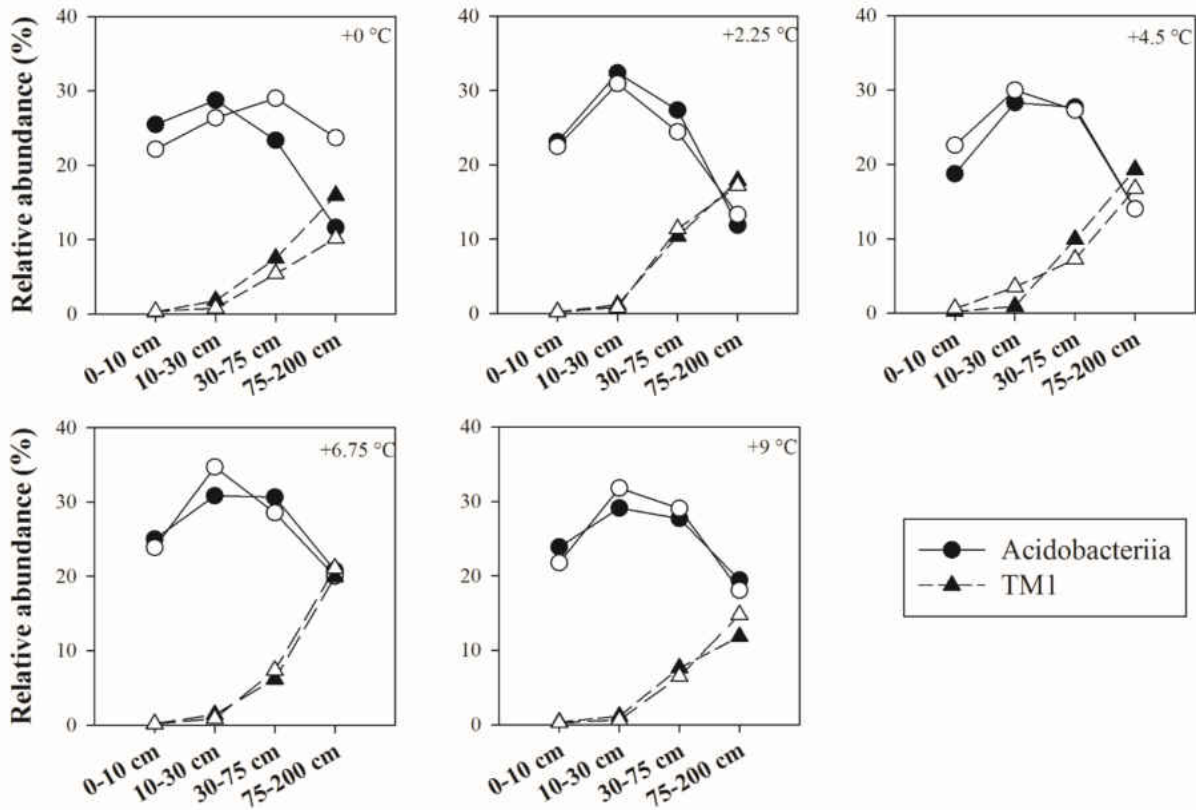 Relative abundance (%)
40
30
20
10
0
+0 °C
0-10 cm
10-30 cm
30-75 cm
75-200 cm
40
30
20
10
0
+2.25 °C
0-10 cm
10-30 cm
30-75 cm
75-200 cm
40
30
20
10
0
+4.5 °C
0-10 cm
10-30 cm
30-75 cm
75-200 cm
Relative abundance (%)
40
30
20
10
0
+6.75 °C
0-10 cm
10-30 cm
30-75 cm
75-200 cm
40
30
20
10
0
+9 °C
0-10 cm
10-30 cm
30-75 cm
75-200 cm
Acidobacteriia
TM1